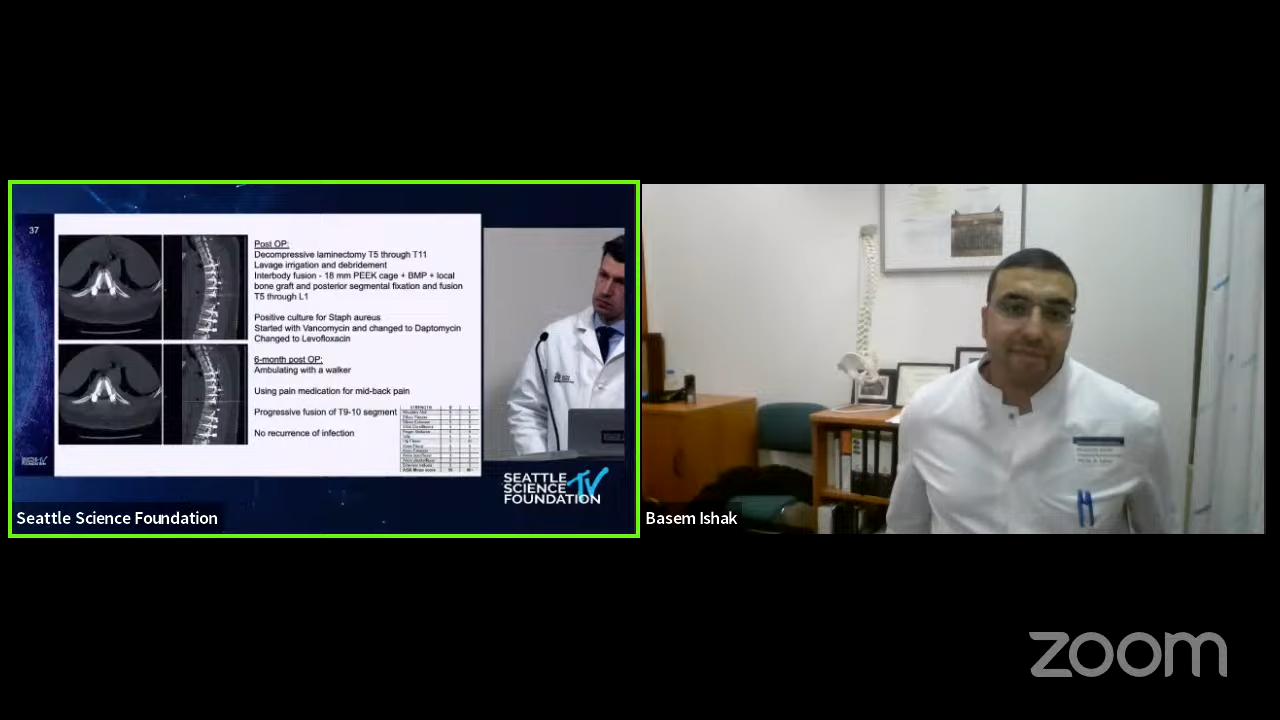 37
Post OP:
Decompressive laminectomy T5 through T11
Lavage irrigation and debridement
Interbody fusion - 18 mm PEEK cage + BMP + local
bone graft and posterior segmental fixation and fusion
T5 through L1
Positive culture for Staph aureus
Started with Vancomycin and changed to Daptomycin
Changed to Levofloxacin
6-month post OP:
Ambulating with a walker
Using pain medication for mid-back pain
Progressive fusion of T9-10 segment
No recurrence of infection
SEATTLE
SCIENCE TV
FOUNDATION
Seattle Science Foundation
Basem Ishak
zoom